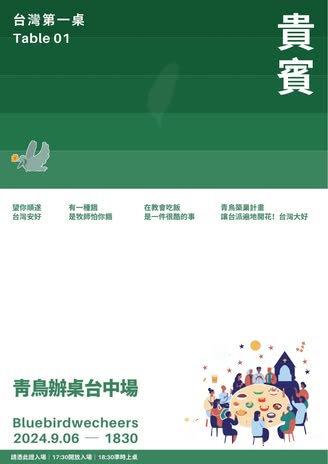 台灣第一桌
Table 01
貴賓
望你順遂
台灣安好
有一種餓
是牧師怕你餓
在教會吃飯
是一件很酷的事
青鳥築巢計畫
讓台派遍地開花！台灣大好
青鳥辦桌台中場
Bluebirdwecheers
2024.9.06 — 1830
請憑此證入場｜17:30開放入場｜18:30準時上桌